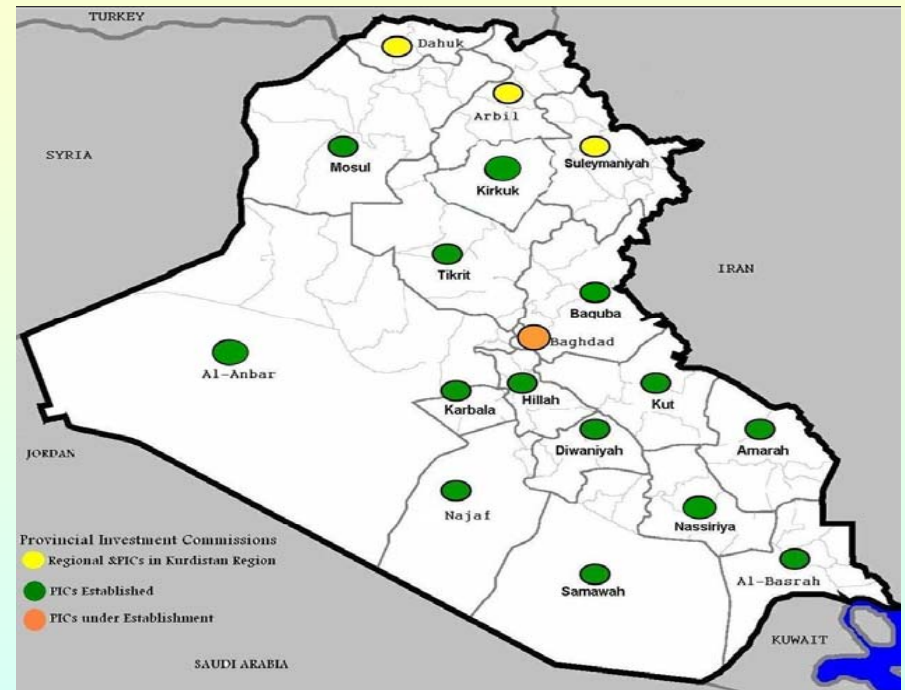 TURKEY
Dahuk
Arbil
SYRIA
Mosul
Suleymaniyah
Kirkuk
Tikrit
IRAN
Baquba
Baghdad
Al-Anbar
Karbala
Hillah
Kut
Diwaniyah
Amarah
JORDAN
Najaf
Nassiriya
Provincial Investment Commissions
Regional &PICs in Kurdistan Region
PICs Established
PICs under Establishment
Samawah
Al-Basrah
KUWAIT
SAUDI ARABIA